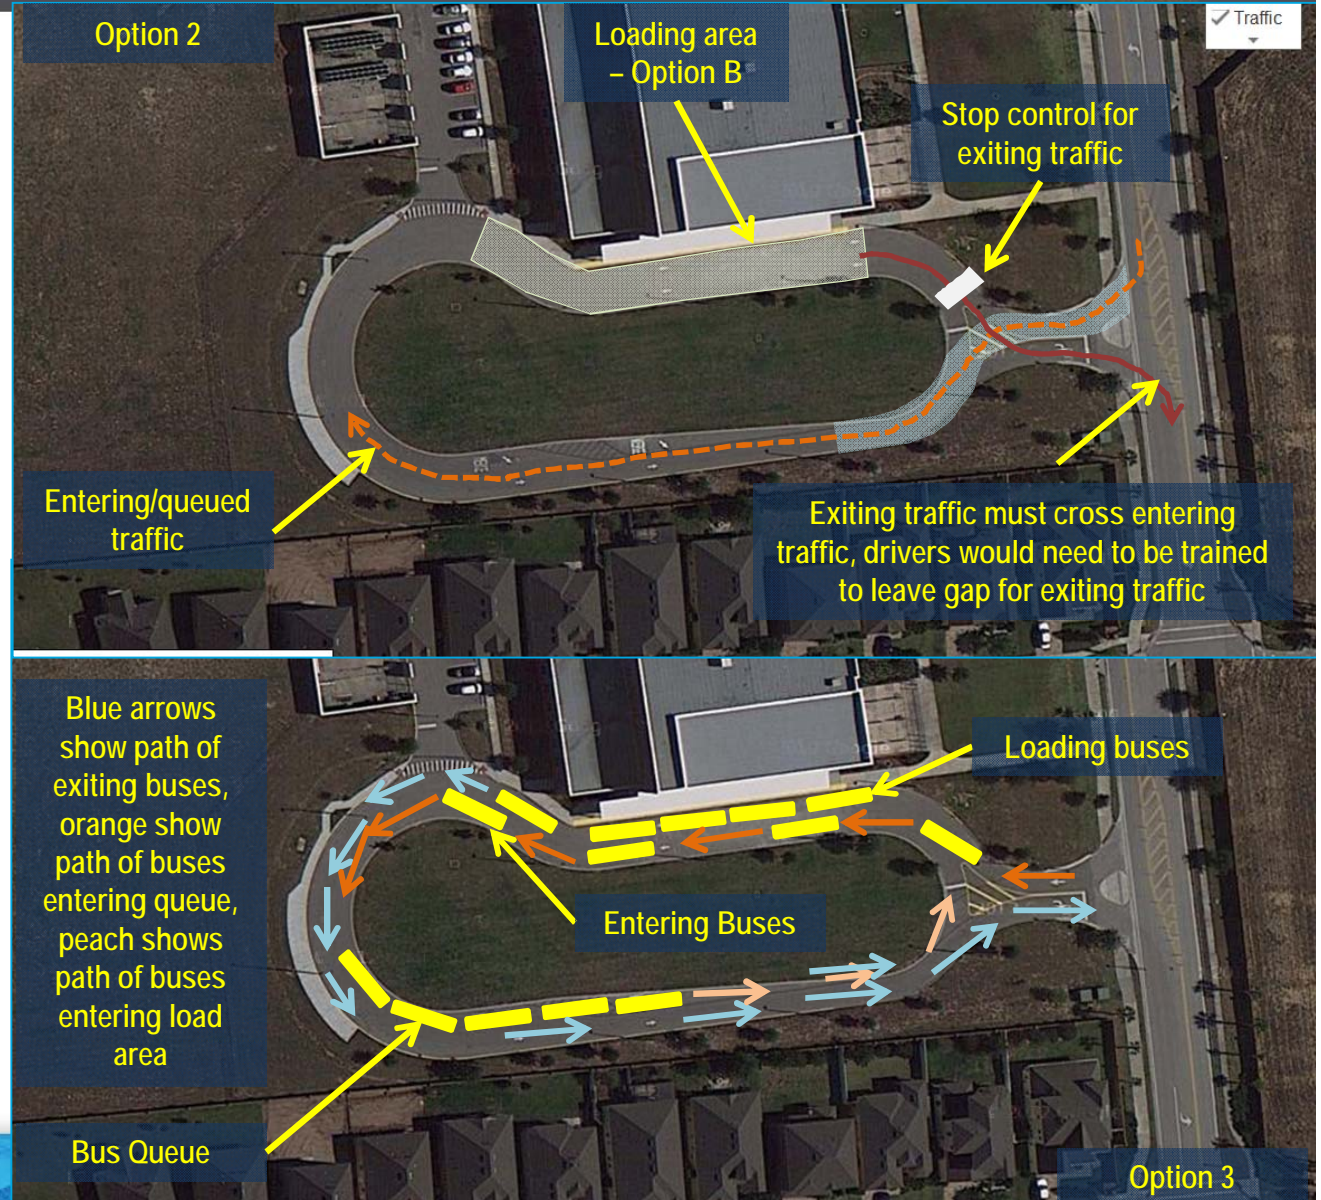 Option 2
Loading area
– Option B
Traffic
Stop control for
exiting traffic
Entering/queued
traffic
Exiting traffic must cross entering
traffic, drivers would need to be trained
to leave gap for exiting traffic
Blue arrows
show path of
exiting buses,
orange show
path of buses
entering queue,
peach shows
path of buses
entering load
area
Loading buses
Entering Buses
Bus Queue
Option 3